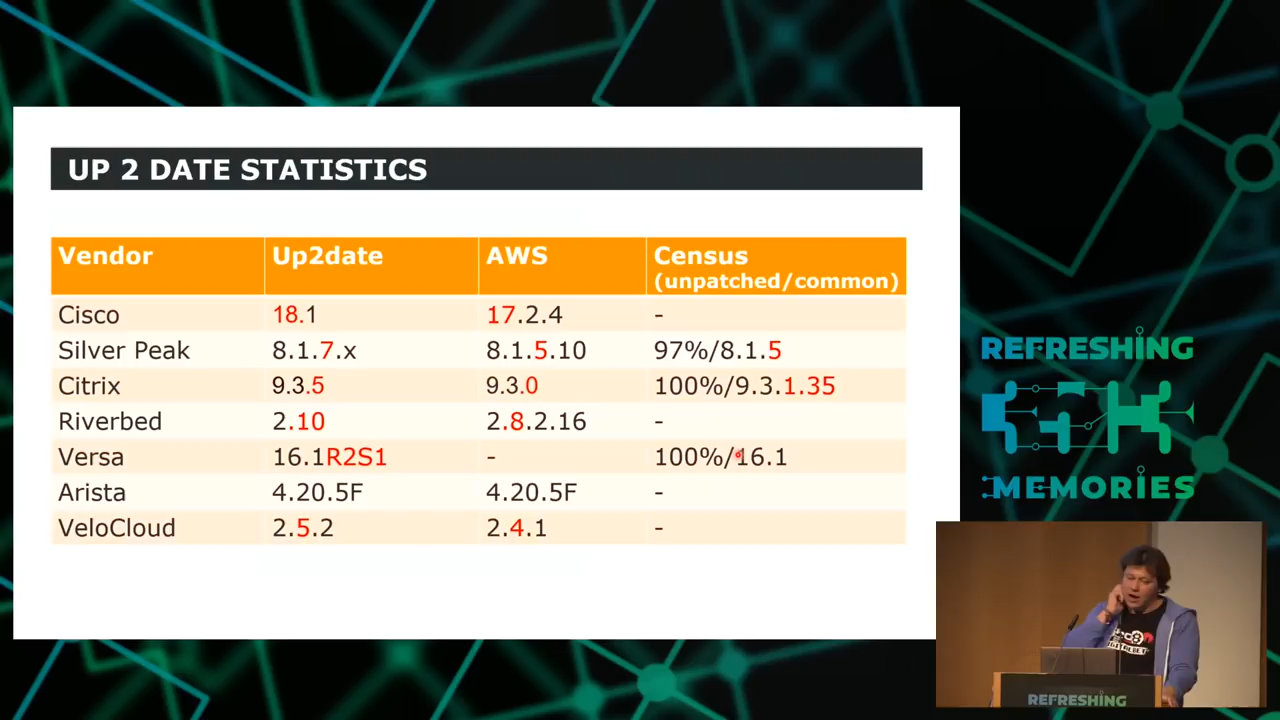 UP 2 DATE STATISTICS
Vendor Up2date AWS Census
(unpatched/common)
Cisco 18.1 17.2.4 -
Silver Peak 8.1.7.x 8.1.5.10 97%/8.1.5
Citrix 9.3.5 9.3.0 100%/9.3.1.35
Riverbed 2.10 2.8.2.16 -
Versa 16.1R2S1 - 100%/16.1
Arista 4.20.5F 4.20.5F -
VeloCloud 2.5.2 2.4.1 -
REFRESHING
MEMORIES
REFRESHING